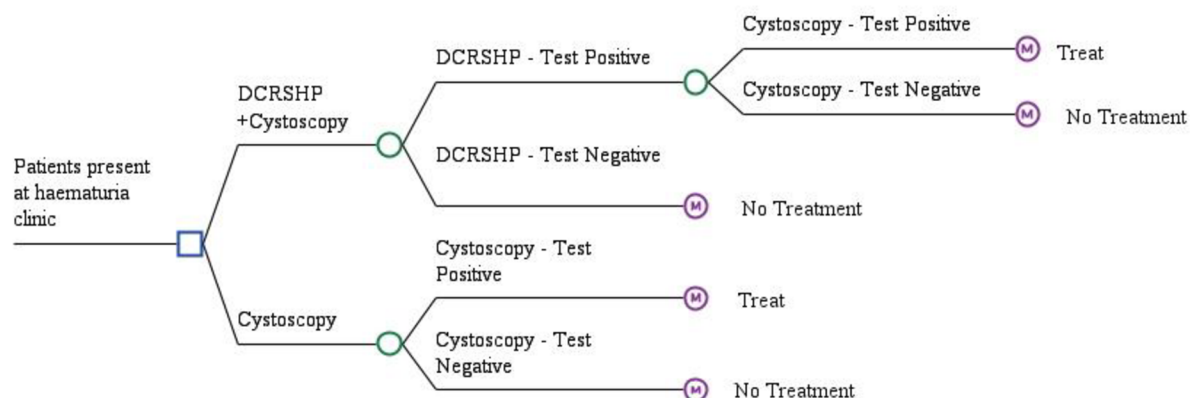 Cystoscopy - Test Positive
M
Treat
DCRSHP - Test Positive
Cystoscopy - Test Negative
M
No Treatment
DCRSHP
+Cystoscopy
DCRSHP - Test Negative
M
No Treatment
Patients present
at haematuria
clinic
Cystoscopy - Test
Positive
M
Treat
Cystoscopy
Cystoscopy - Test
Negative
M
No Treatment